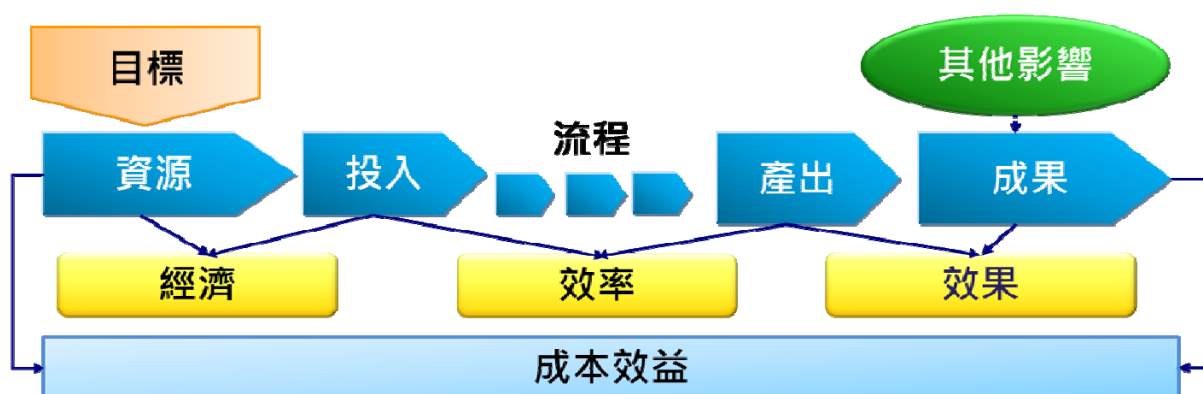 目標
其他影響
資源
投入
流程
產出
成果
經濟
效率
效果
成本效益